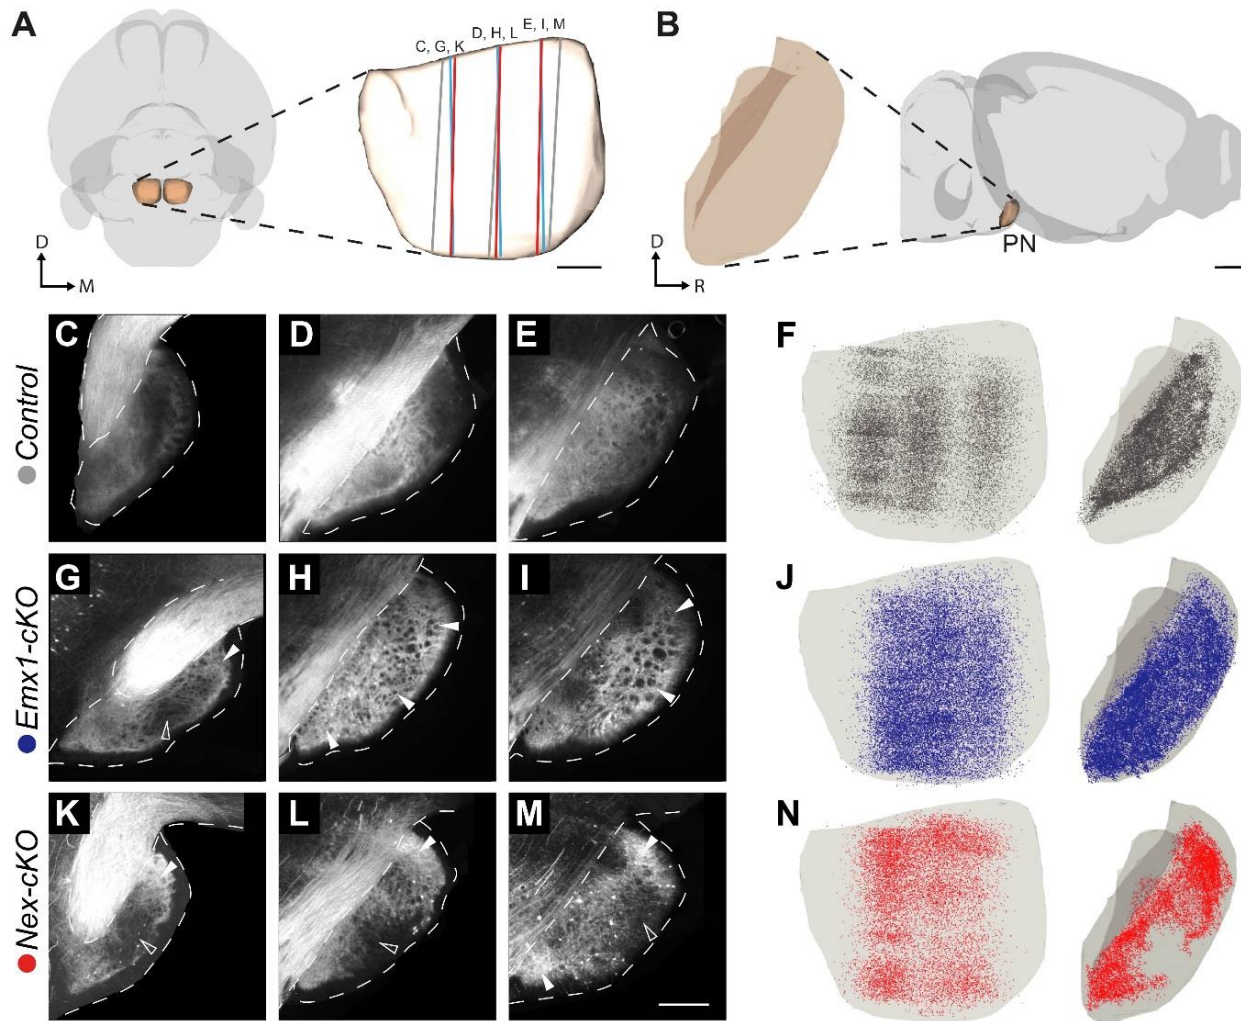 A
C, G, K
D, H, L
E, I, M
D
M
B
D
R
PN
Control
C
D
E
F
Emx1-cKO
G
H
I
J
Nex-cKO
K
L
M
N